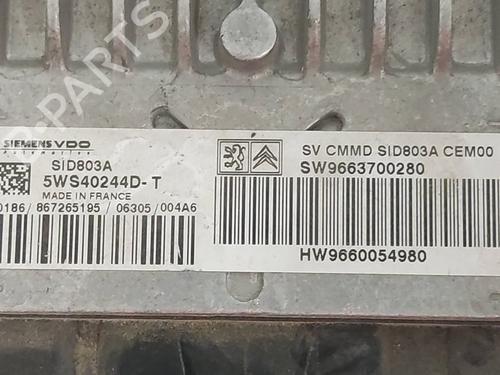 SIEMENS VDO
SID803A
5WS40244D-T
MADE IN FRANCE
0186 / 867265195 / 06305 / 004A6
SV CMMD SID803A CEM00
SW9663700280
HW9660054980
PARTS